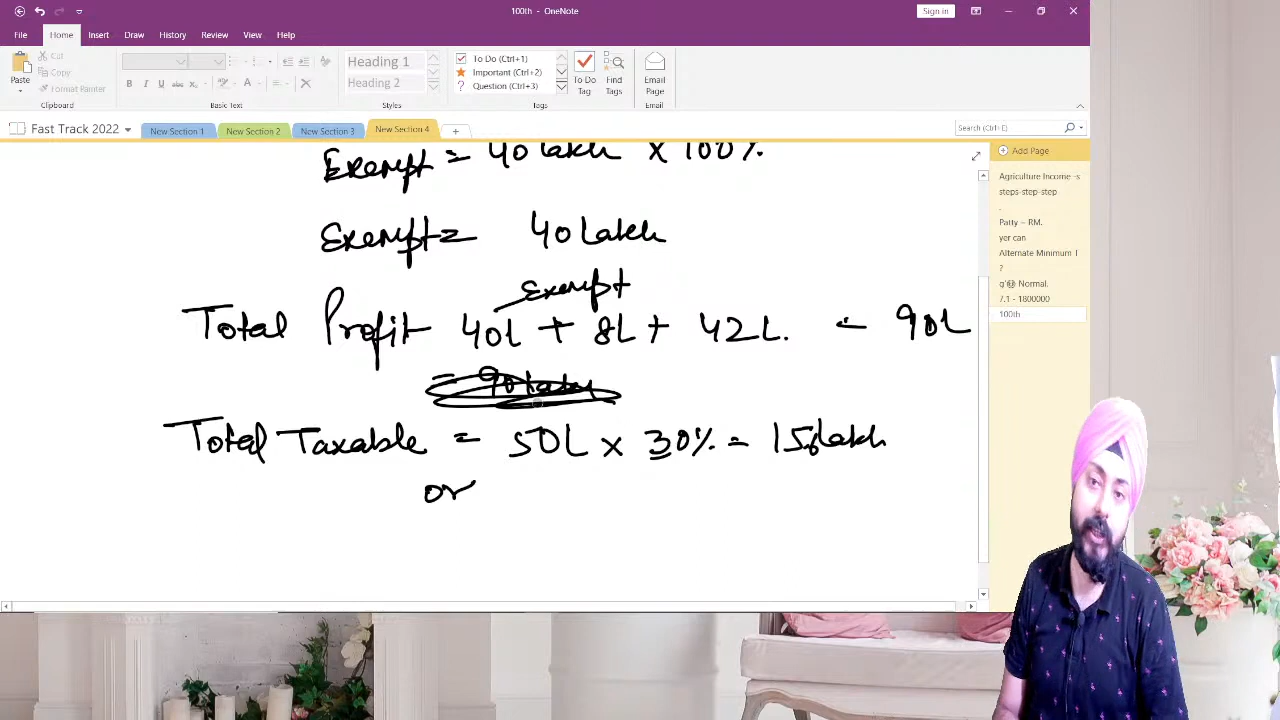 100th - OneNote
Sign in
File Home Insert Draw History Review View Help
Paste
Cut
Copy
Format Painter
Clipboard
B I U abc
Basic Text
Heading 1
Heading 2
Styles
To Do (Ctrl+1)
Important (Ctrl+2)
? Question (Ctrl+3)
Tags
To Do Tag
Find Tags
Email Page
Email
Fast Track 2022
New Section 1 New Section 2 New Section 3 New Section 4 +
Search (Ctrl+E)
Add Page
Agriculture Income -s
steps-step-step
.
Patty ~ RM.
yer can
Alternate Minimum T
?
g'@ Normal.
7.1 - 1800000
100th
Exempt = 40 lakh x 100%
Exempt = 40 lakh
Exempt
Total Profit 40L + 8L + 42L. = 90L
= 90 lakh
Total Taxable = 50L x 30% = 15 lakh
or